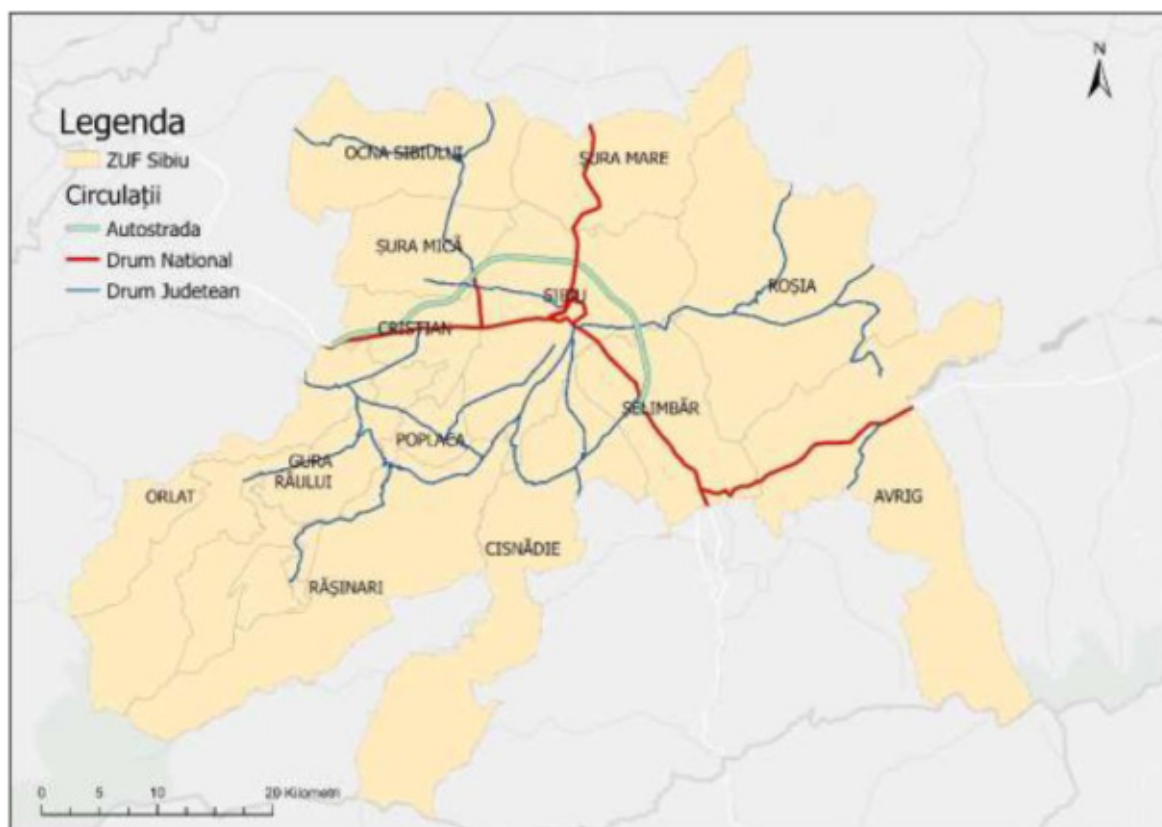 N
Legenda
ZUF Sibiu
Circulații
Autostrada
Drum National
Drum Judetean
OCNA SIBIULUI
ȘURA MARE
ȘURA MICĂ
ROȘIA
SIBIU
CRISTIAN
ȘELIMBĂR
POPLACA
GURA
RÂULUI
ORLAT
AVRIG
CISNĂDIE
RĂȘINARI
0 5 10 20 Kilometri